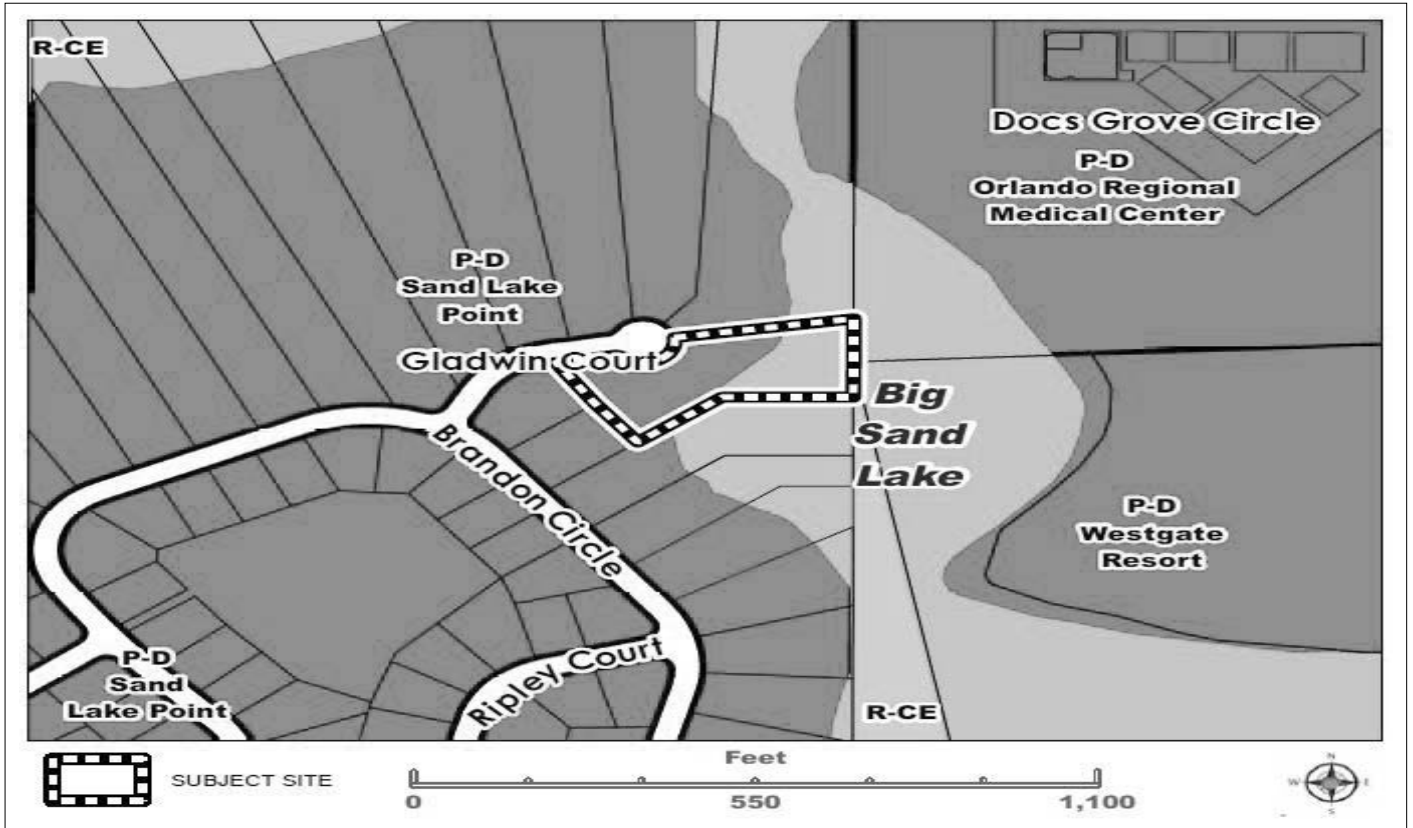 R-CE
Docs Grove Circle
P-D
Orlando Regional
Medical Center
P-D
Sand Lake
Point
Gladwin Court
Big
Sand
Lake
Brandon Circle
P-D
Westgate
Resort
Ripley Court
P-D
Sand
Lake Point
R-CE
SUBJECT SITE
Feet
0
550
1,100
N
W
E
S